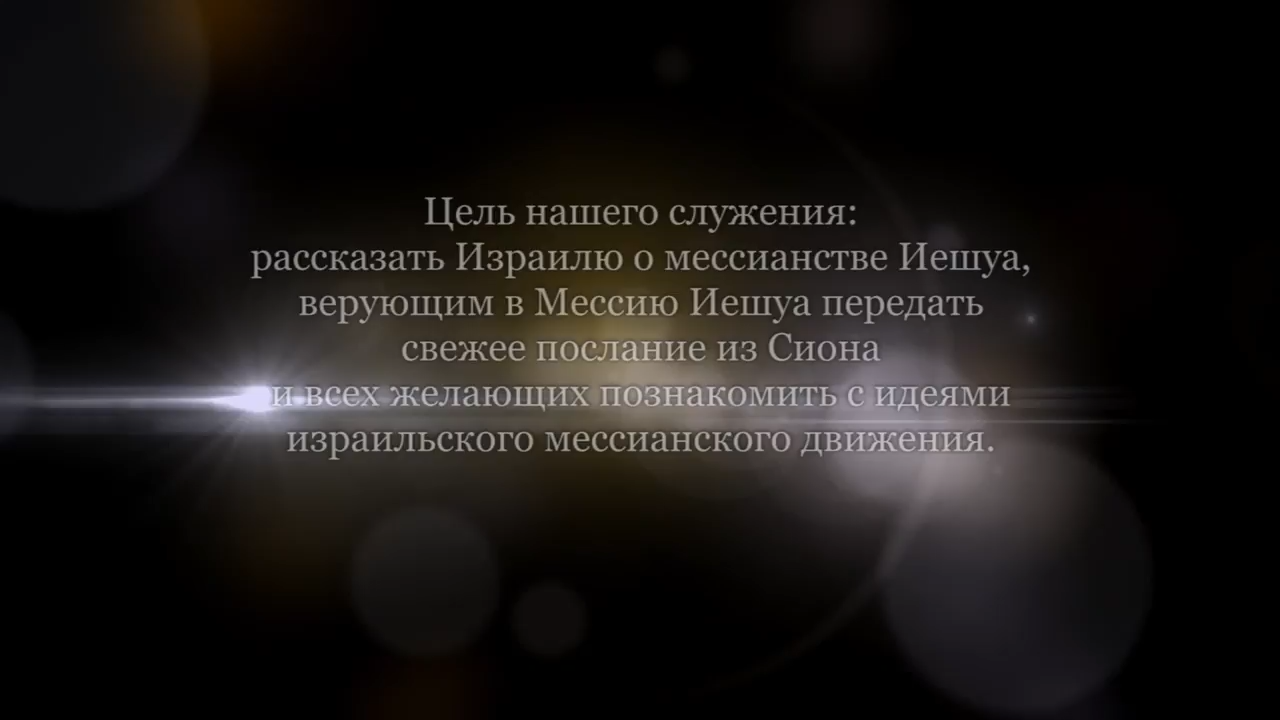 Цель нашего служения:
рассказать Израилю о мессианстве Иешуа,
верующим в Мессию Иешуа передать
свежее послание из Сиона
и всех желающих познакомить с идеями
израильского мессианского движения.